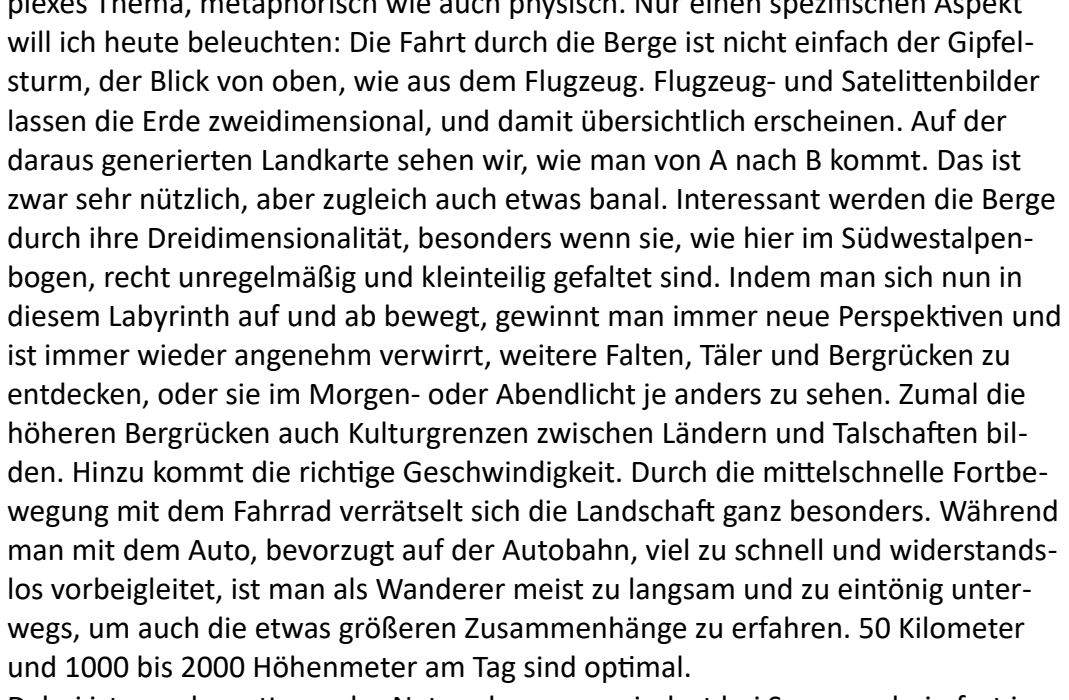 plexes Thema, metaphorisch wie auch physisch. Nur einen spezifischen Aspekt
will ich heute beleuchten: Die Fahrt durch die Berge ist nicht einfach der Gipfel-
sturm, der Blick von oben, wie aus dem Flugzeug. Flugzeug- und Satelittenbilder
lassen die Erde zweidimensional, und damit übersichtlich erscheinen. Auf der
daraus generierten Landkarte sehen wir, wie man von A nach B kommt. Das ist
zwar sehr nützlich, aber zugleich auch etwas banal. Interessant werden die Berge
durch ihre Dreidimensionalität, besonders wenn sie, wie hier im Südwestalpen-
bogen, recht unregelmäßig und kleinteilig gefaltet sind. Indem man sich nun in
diesem Labyrinth auf und ab bewegt, gewinnt man immer neue Perspektiven und
ist immer wieder angenehm verwirrt, weitere Falten, Täler und Bergrücken zu
entdecken, oder sie im Morgen- oder Abendlicht je anders zu sehen. Zumal die
höheren Bergrücken auch Kulturgrenzen zwischen Ländern und Talschaften bil-
den. Hinzu kommt die richtige Geschwindigkeit. Durch die mittelschnelle Fortbe-
wegung mit dem Fahrrad verrätselt sich die Landschaft ganz besonders. Während
man mit dem Auto, bevorzugt auf der Autobahn, viel zu schnell und widerstands-
los vorbeigleitet, ist man als Wanderer meist zu langsam und zu eintönig unter-
wegs, um auch die etwas größeren Zusammenhänge zu erfahren. 50 Kilometer
und 1000 bis 2000 Höhenmeter am Tag sind optimal.